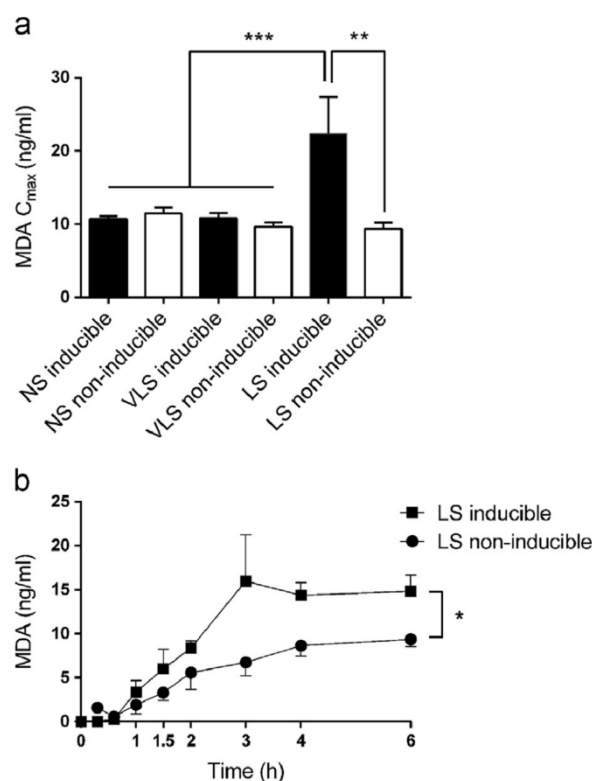 a
***
**
30
20
10
0
MDA Cmax (ng/ml)
NS inducible
NS non-inducible
VLS inducible
VLS non-inducible
LS inducible
LS non-inducible
b
25
20
15
10
5
0
MDA (ng/ml)
LS inducible
LS non-inducible
*
0 1 1.5 2 3 4 6
Time (h)